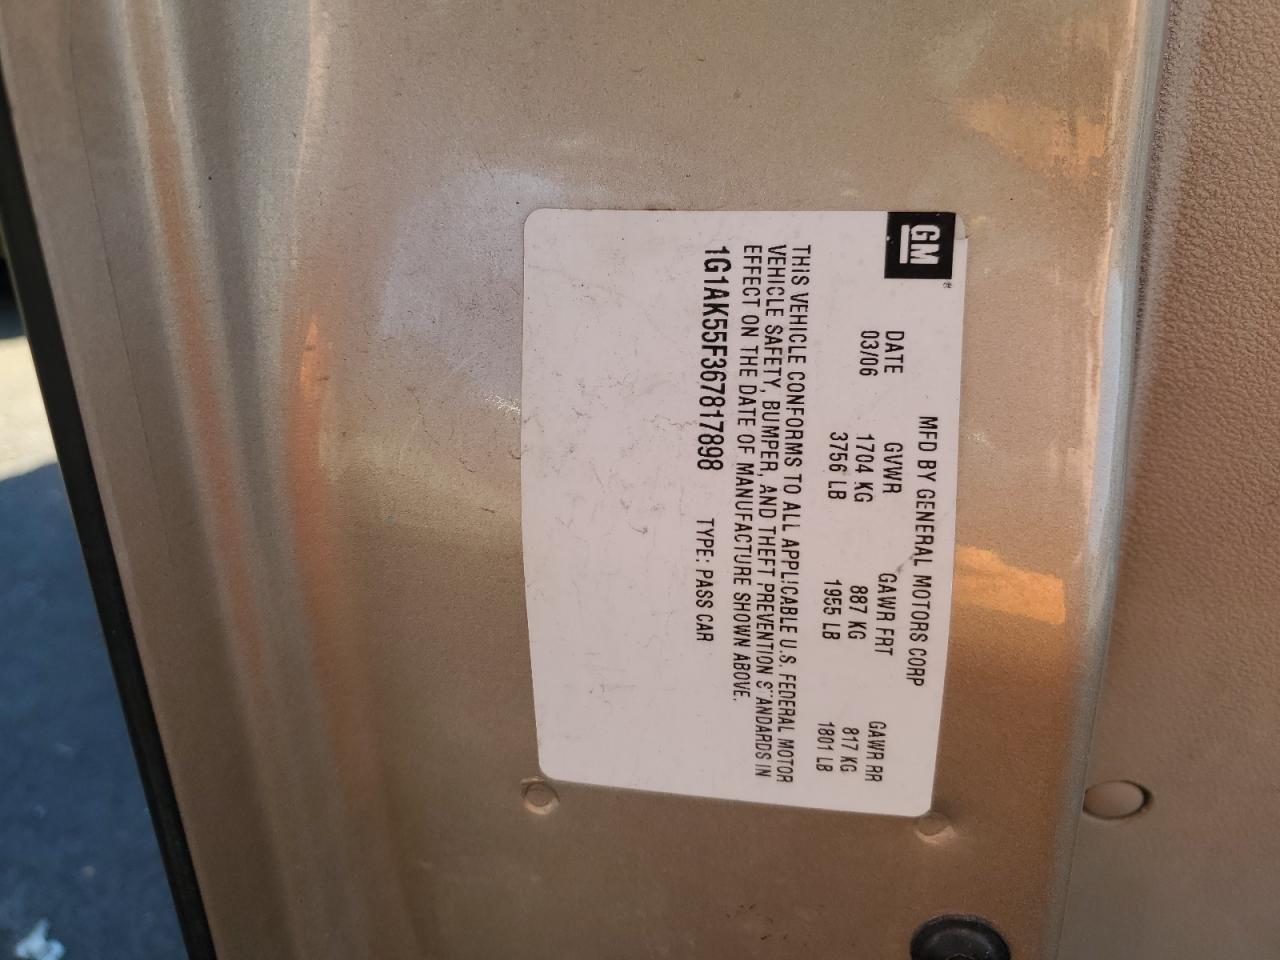 GM
MFD BY GENERAL MOTORS CORP
DATE GVWR GAWR FRT GAWR RR
03/06 1704 KG 887 KG 817 KG
3756 LB 1955 LB 1801 LB
THIS VEHICLE CONFORMS TO ALL APPLICABLE U.S. FEDERAL MOTOR
VEHICLE SAFETY, BUMPER, AND THEFT PREVENTION STANDARDS IN
EFFECT ON THE DATE OF MANUFACTURE SHOWN ABOVE.
1G1AK55F367817898 TYPE: PASS CAR